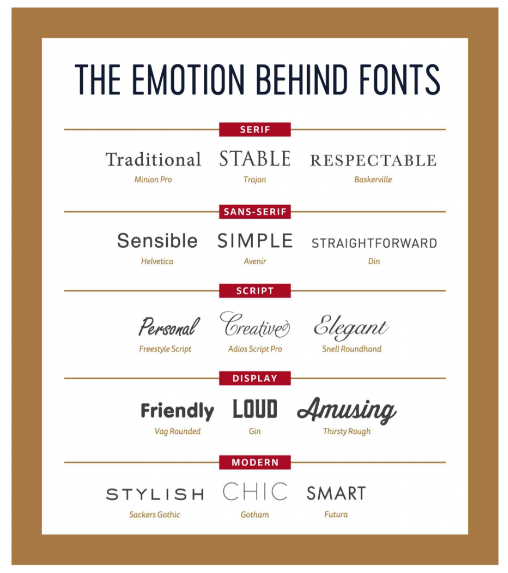 THE EMOTION BEHIND FONTS
SERIF
Traditional STABLE RESPECTABLE
Minion Pro Trajan Baskerville
SANS-SERIF
Sensible SIMPLE STRAIGHTFORWARD
Helvetica Avenir Din
SCRIPT
Personal Creative Elegant
Freestyle Script Adios Script Pro Snell Roundhand
DISPLAY
Friendly LOUD Amusing
Vag Rounded Gin Thirsty Rough
MODERN
STYLISH CHIC SMART
Sackers Gothic Gotham Futura